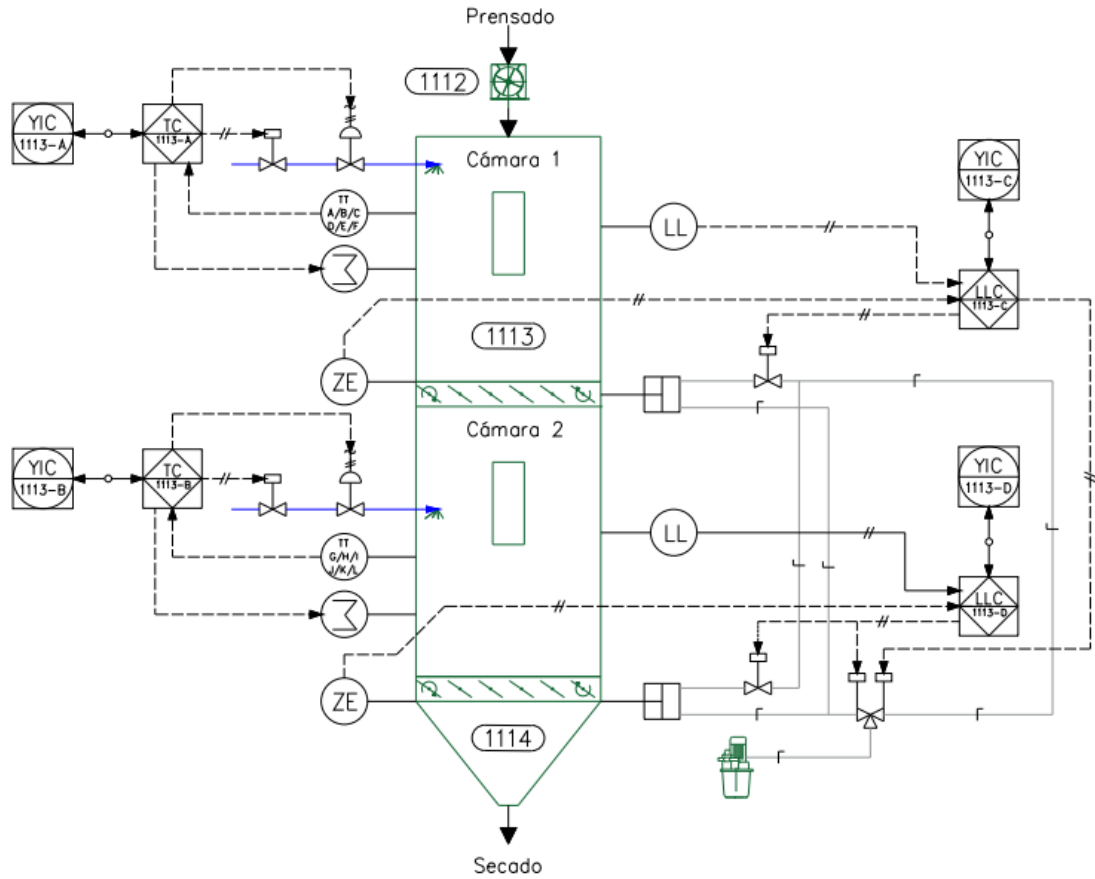 Prensado
1112
YIC
1113-A
TC
1113-A
Cámara 1
YIC
1113-C
TT
A/B/C
D/E/F
LL
LLC
1113-C
1113
ZE
Cámara 2
YIC
1113-B
TC
1113-B
YIC
1113-D
TT
G/H/I
J/K/L
LL
LLC
1113-D
ZE
1114
Secado